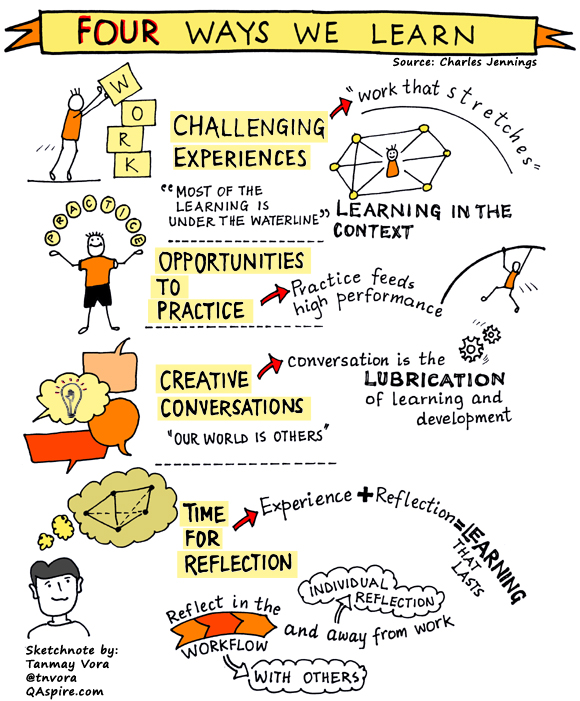 FOUR WAYS WE LEARN
Source: Charles Jennings
W
O
R
K
CHALLENGING
EXPERIENCES
"work that stretches"
"MOST OF THE
LEARNING IS
UNDER THE WATERLINE"
LEARNING IN THE
CONTEXT
PRACTICE
OPPORTUNITIES
TO
PRACTICE
Practice feeds
high performance
CREATIVE
CONVERSATIONS
"OUR WORLD IS OTHERS"
Conversation is the
LUBRICATION
of learning and
development
TIME
FOR
REFLECTION
Experience + Reflection = LEARNING
THAT
LASTS
Reflect in the
WORKFLOW
and away from work
INDIVIDUAL
REFLECTION
WITH OTHERS
Sketchnote by:
Tanmay Vora
@tnvora
QAspire.com